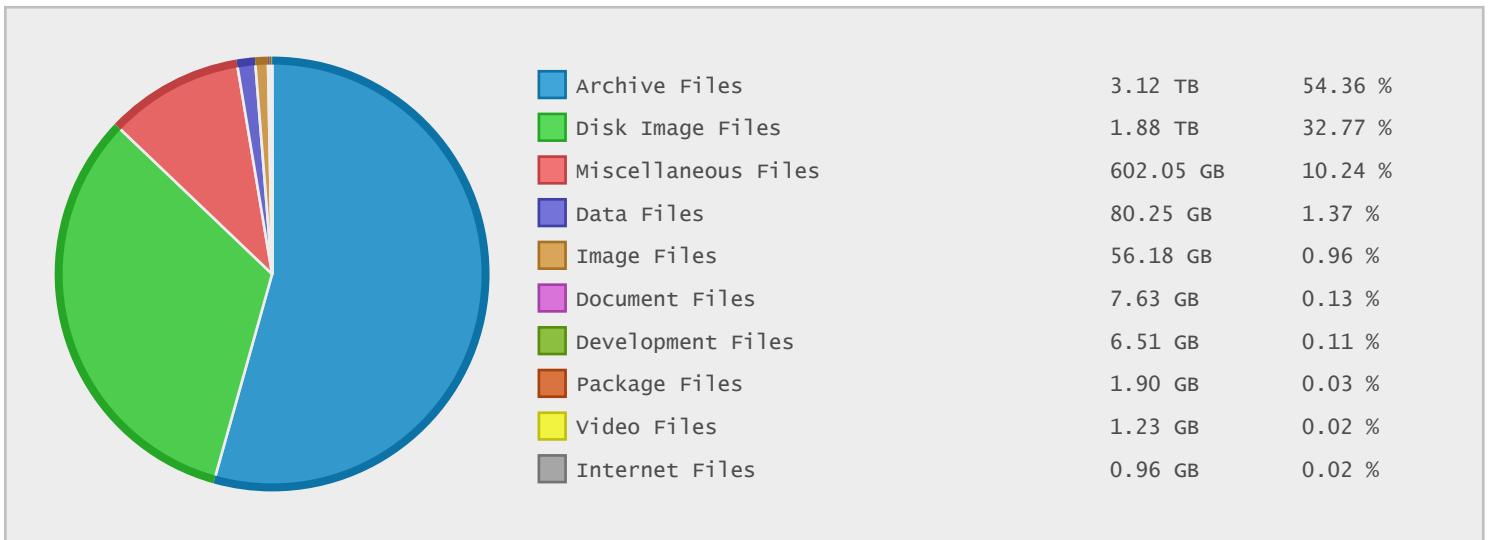 Archive Files 3.12 TB 54.36 %
Disk Image Files 1.88 TB 32.77 %
Miscellaneous Files 602.05 GB 10.24 %
Data Files 80.25 GB 1.37 %
Image Files 56.18 GB 0.96 %
Document Files 7.63 GB 0.13 %
Development Files 6.51 GB 0.11 %
Package Files 1.90 GB 0.03 %
Video Files 1.23 GB 0.02 %
Internet Files 0.96 GB 0.02 %